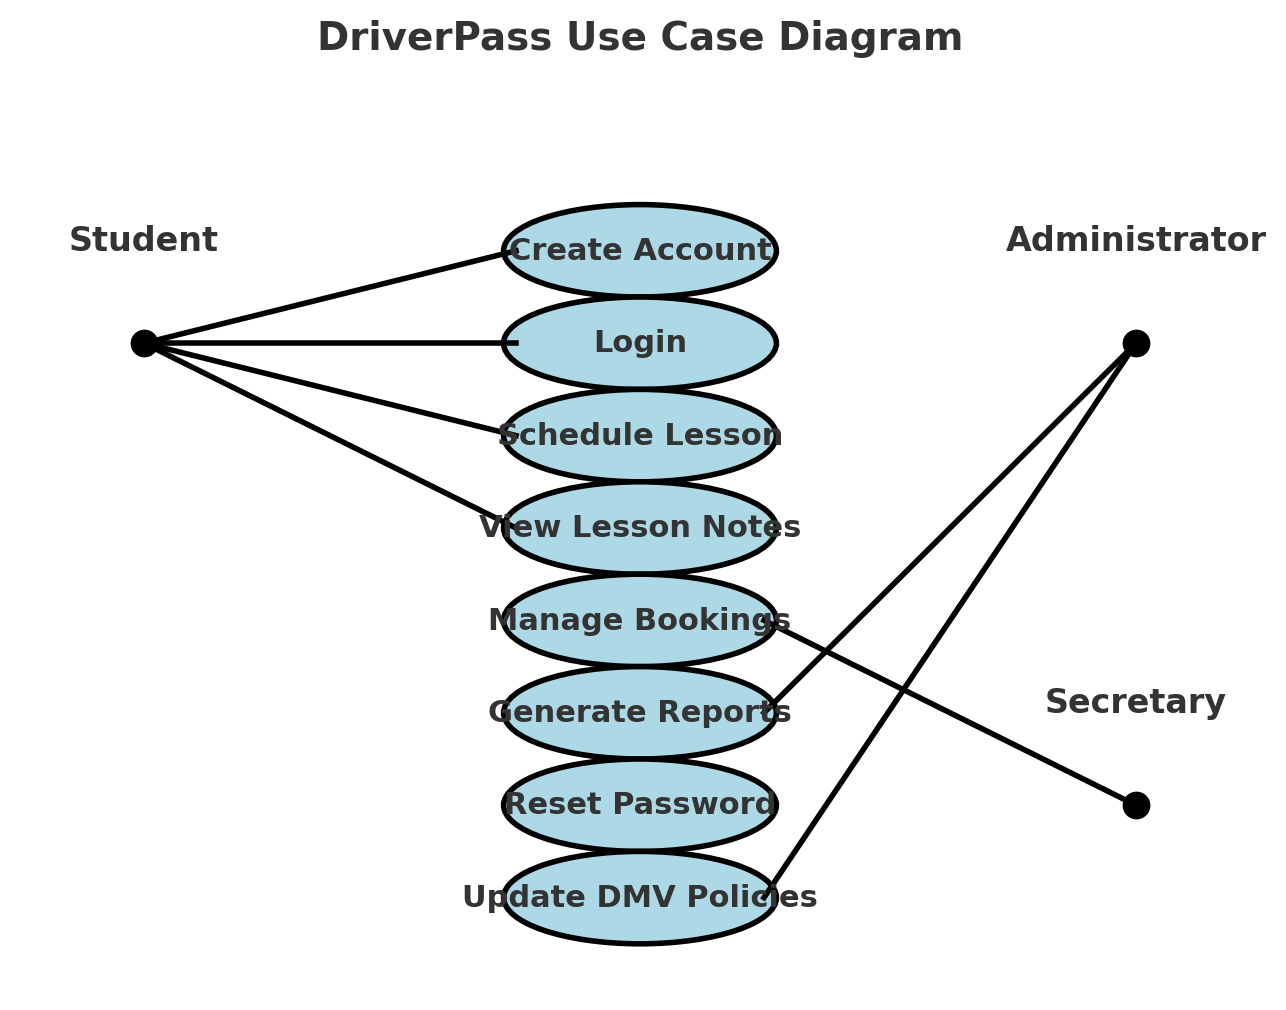 DriverPass Use Case Diagram
Student
Administrator
Create Account
Login
Schedule Lesson
View Lesson Notes
Manage Bookings
Generate Reports
Secretary
Reset Password
Update DMV Policies